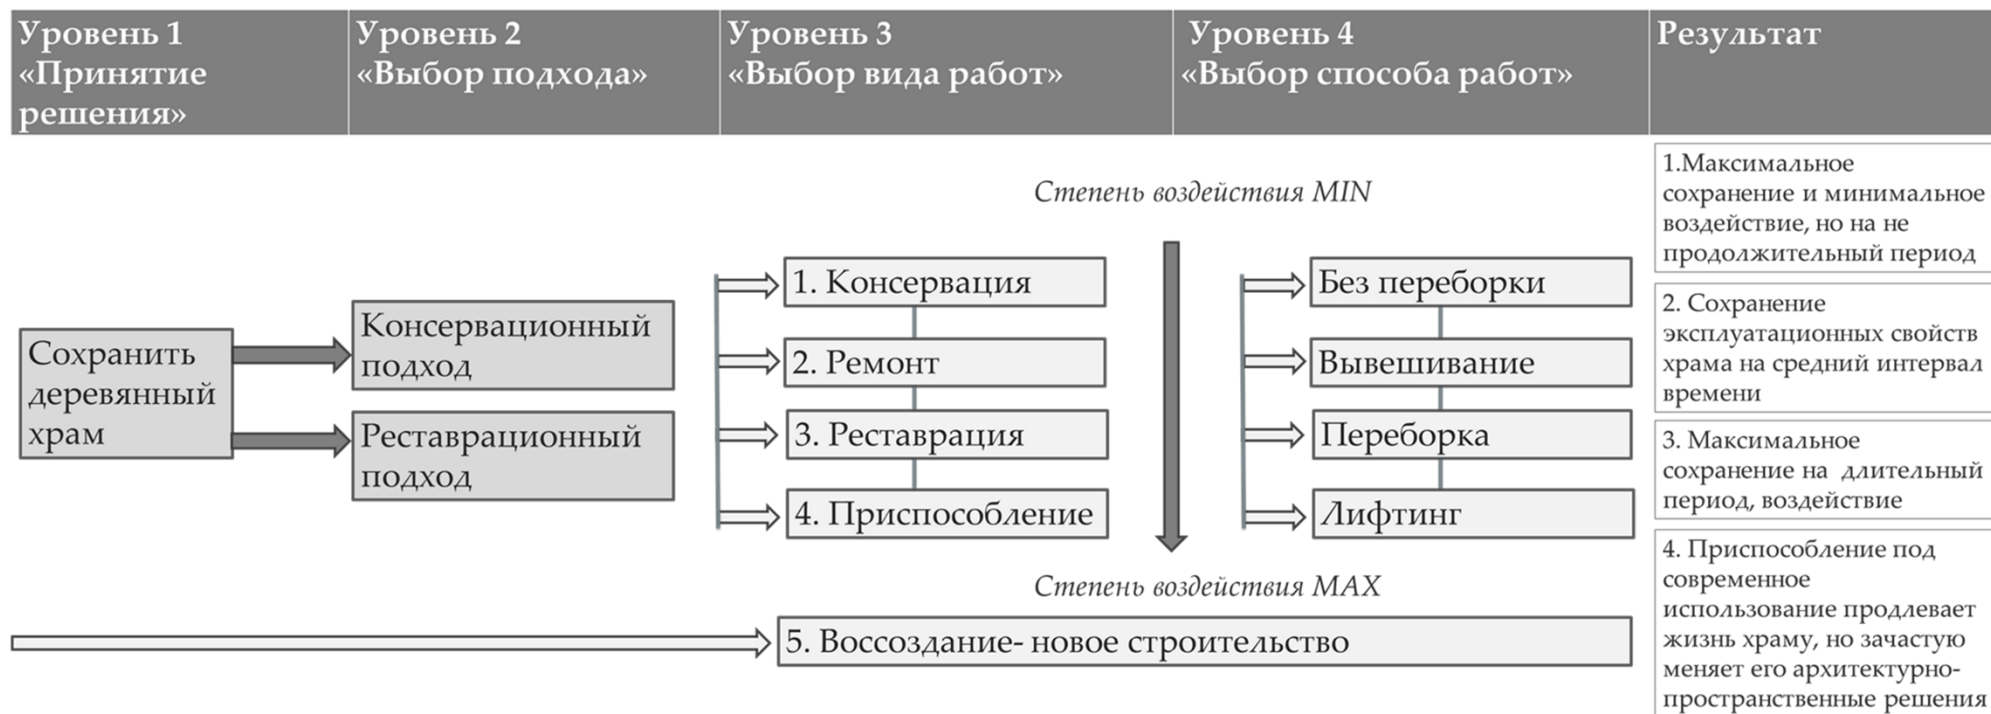 Уровень 1
«Принятие
решения»
Уровень 2
«Выбор подхода»
Уровень 3
«Выбор вида работ»
Уровень 4
«Выбор способа работ»
Результат
Сохранить
деревянный
храм
Консервационный
подход
Реставрационный
подход
Степень воздействия MIN
1. Консервация
2. Ремонт
3. Реставрация
4. Приспособление
Без переборки
Вывешивание
Переборка
Лифтинг
Степень воздействия MAX
5. Воссоздание- новое строительство
1.Максимальное
сохранение и минимальное
воздействие, но на не
продолжительный период
2. Сохранение
эксплуатационных свойств
храма на средний интервал
времени
3. Максимальное
сохранение на длительный
период, воздействие
4. Приспособление под
современное
использование продлевает
жизнь храму, но зачастую
меняет его архитектурно-
пространственные решения